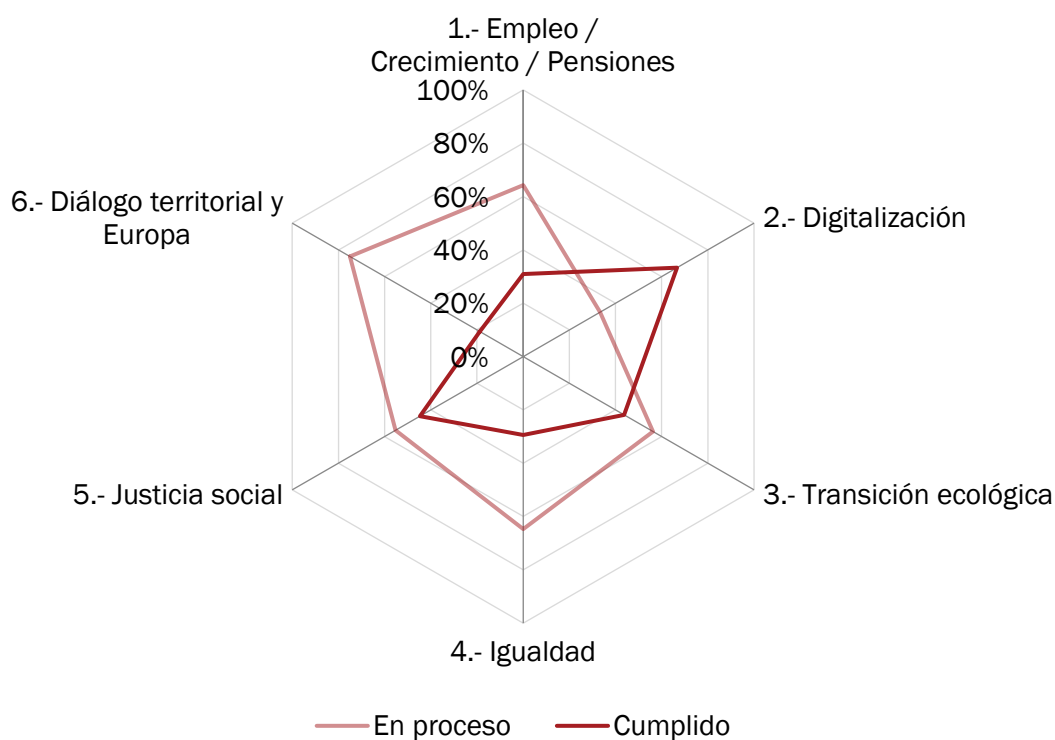 1.- Empleo /
Crecimiento / Pensiones
100%
80%
60%
40%
20%
0%
2.- Digitalización
3.- Transición ecológica
4.- Igualdad
5.- Justicia social
6.- Diálogo territorial y
Europa
En proceso
Cumplido